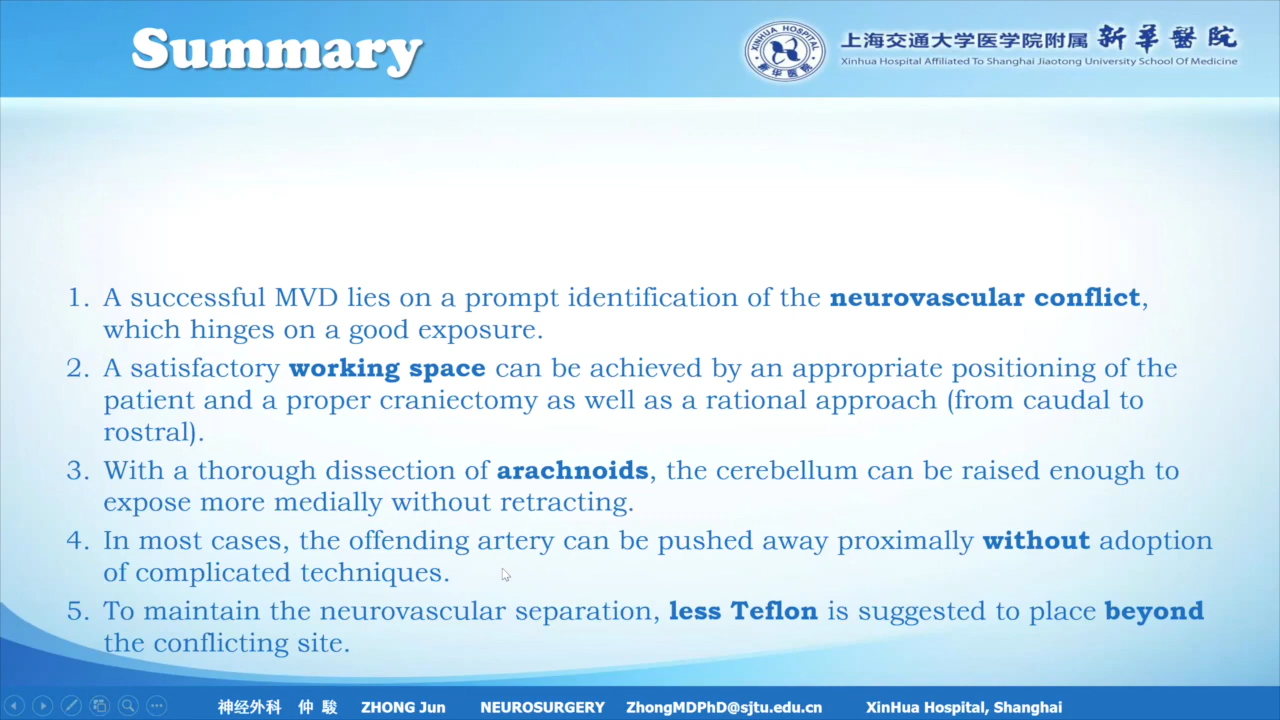 Summary
XINHUA HOSPITAL
新华医院
上海交通大学医学院附属 新華醫院
Xinhua Hospital Affiliated To Shanghai Jiaotong University School Of Medicine
1. A successful MVD lies on a prompt identification of the neurovascular conflict,
which hinges on a good exposure.
2. A satisfactory working space can be achieved by an appropriate positioning of the
patient and a proper craniectomy as well as a rational approach (from caudal to
rostral).
3. With a thorough dissection of arachnoids, the cerebellum can be raised enough to
expose more medially without retracting.
4. In most cases, the offending artery can be pushed away proximally without adoption
of complicated techniques.
5. To maintain the neurovascular separation, less Teflon is suggested to place beyond
the conflicting site.
神经外科 仲 駿 ZHONG Jun NEUROSURGERY ZhongMDPhD@sjtu.edu.cn XinHua Hospital, Shanghai